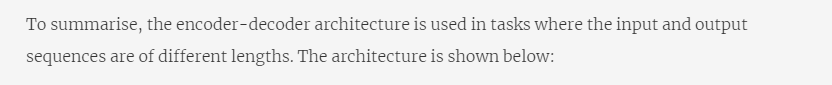 To summarise, the encoder-decoder architecture is used in tasks where the input and output
sequences are of different lengths. The architecture is shown below: